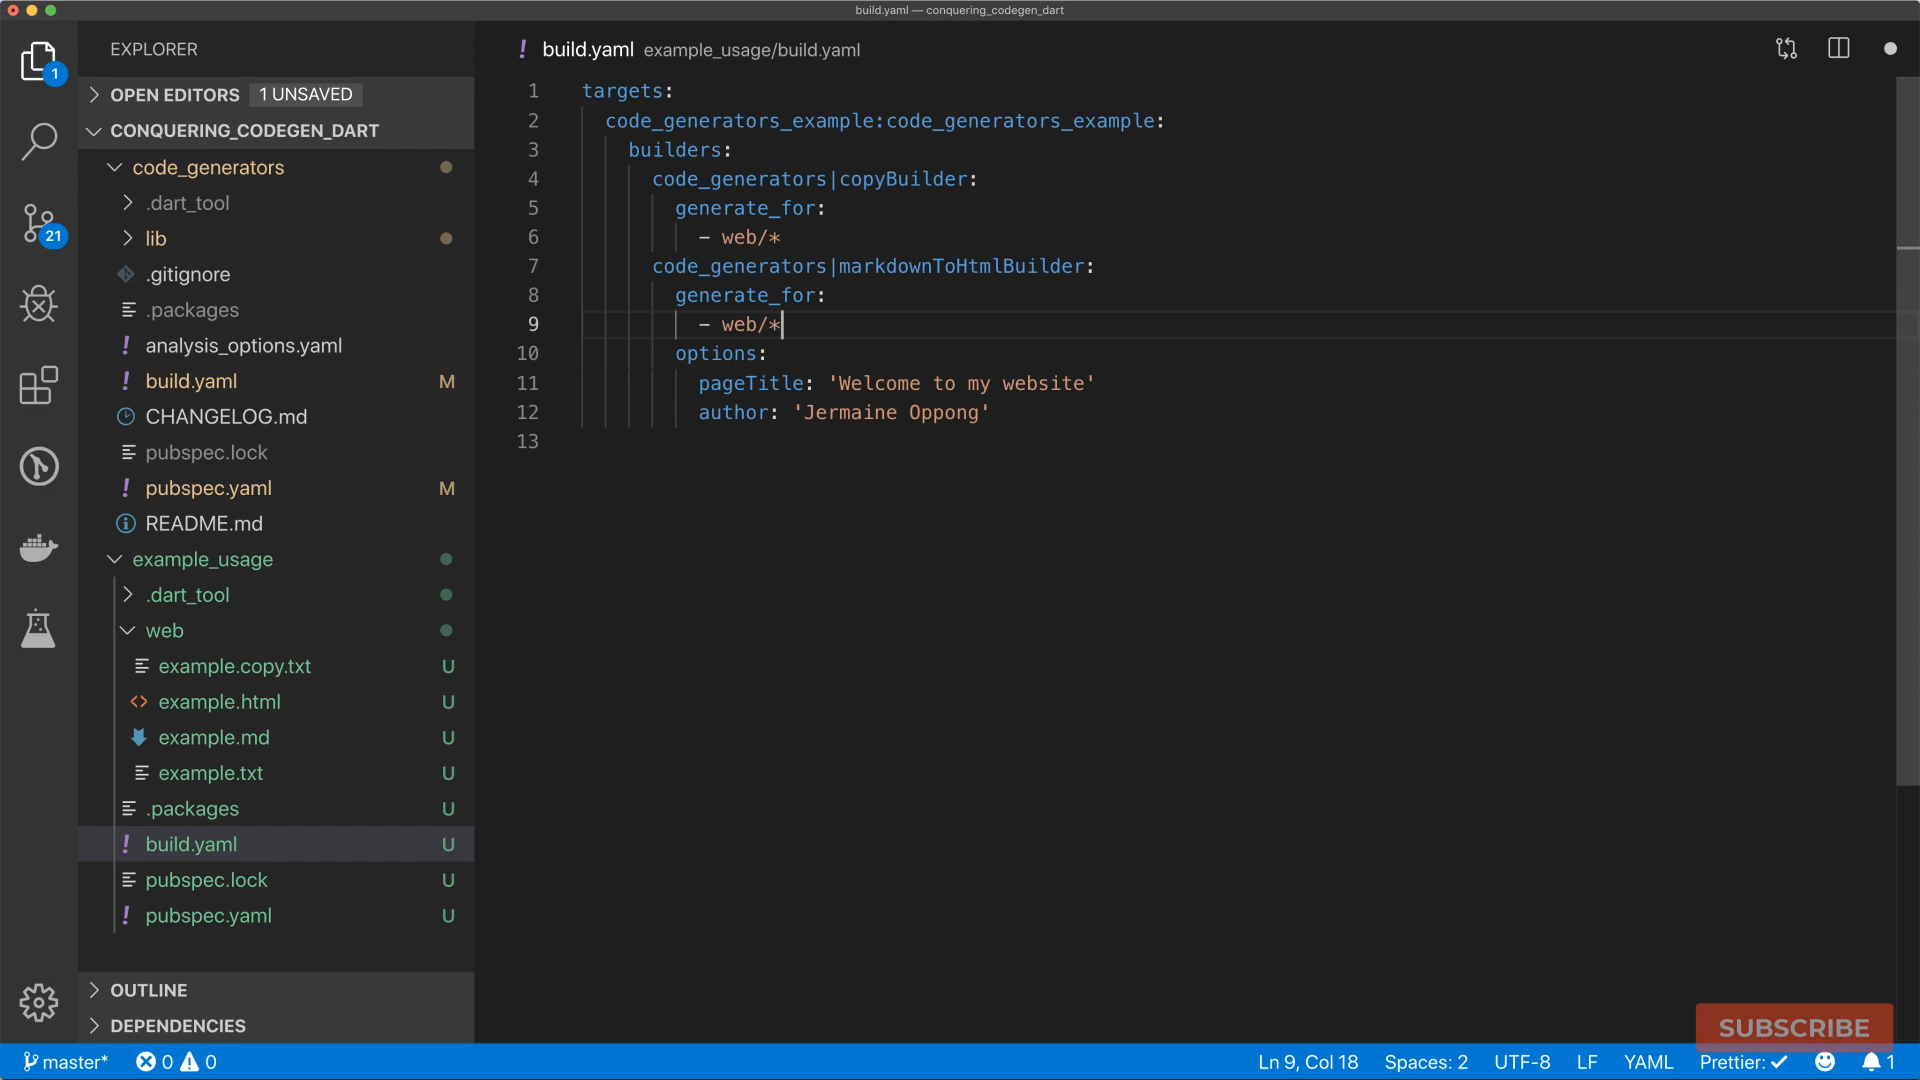 build.yaml — conquering_codegen_dart
EXPLORER
OPEN EDITORS 1 UNSAVED
CONQUERING_CODEGEN_DART
code_generators
.dart_tool
lib
.gitignore
.packages
analysis_options.yaml
build.yaml M
CHANGELOG.md
pubspec.lock
pubspec.yaml M
README.md
example_usage
.dart_tool
web
example.copy.txt U
example.html U
example.md U
example.txt U
.packages U
build.yaml U
pubspec.lock U
pubspec.yaml U
OUTLINE
DEPENDENCIES
1
21
! build.yaml example_usage/build.yaml
1 targets:
2 code_generators_example:code_generators_example:
3 builders:
4 code_generators|copyBuilder:
5 generate_for:
6 - web/*
7 code_generators|markdownToHtmlBuilder:
8 generate_for:
9 - web/*
10 options:
11 pageTitle: 'Welcome to my website'
12 author: 'Jermaine Oppong'
13
SUBSCRIBE
master* 0 0 Ln 9, Col 18 Spaces: 2 UTF-8 LF YAML Prettier: ✓ 1